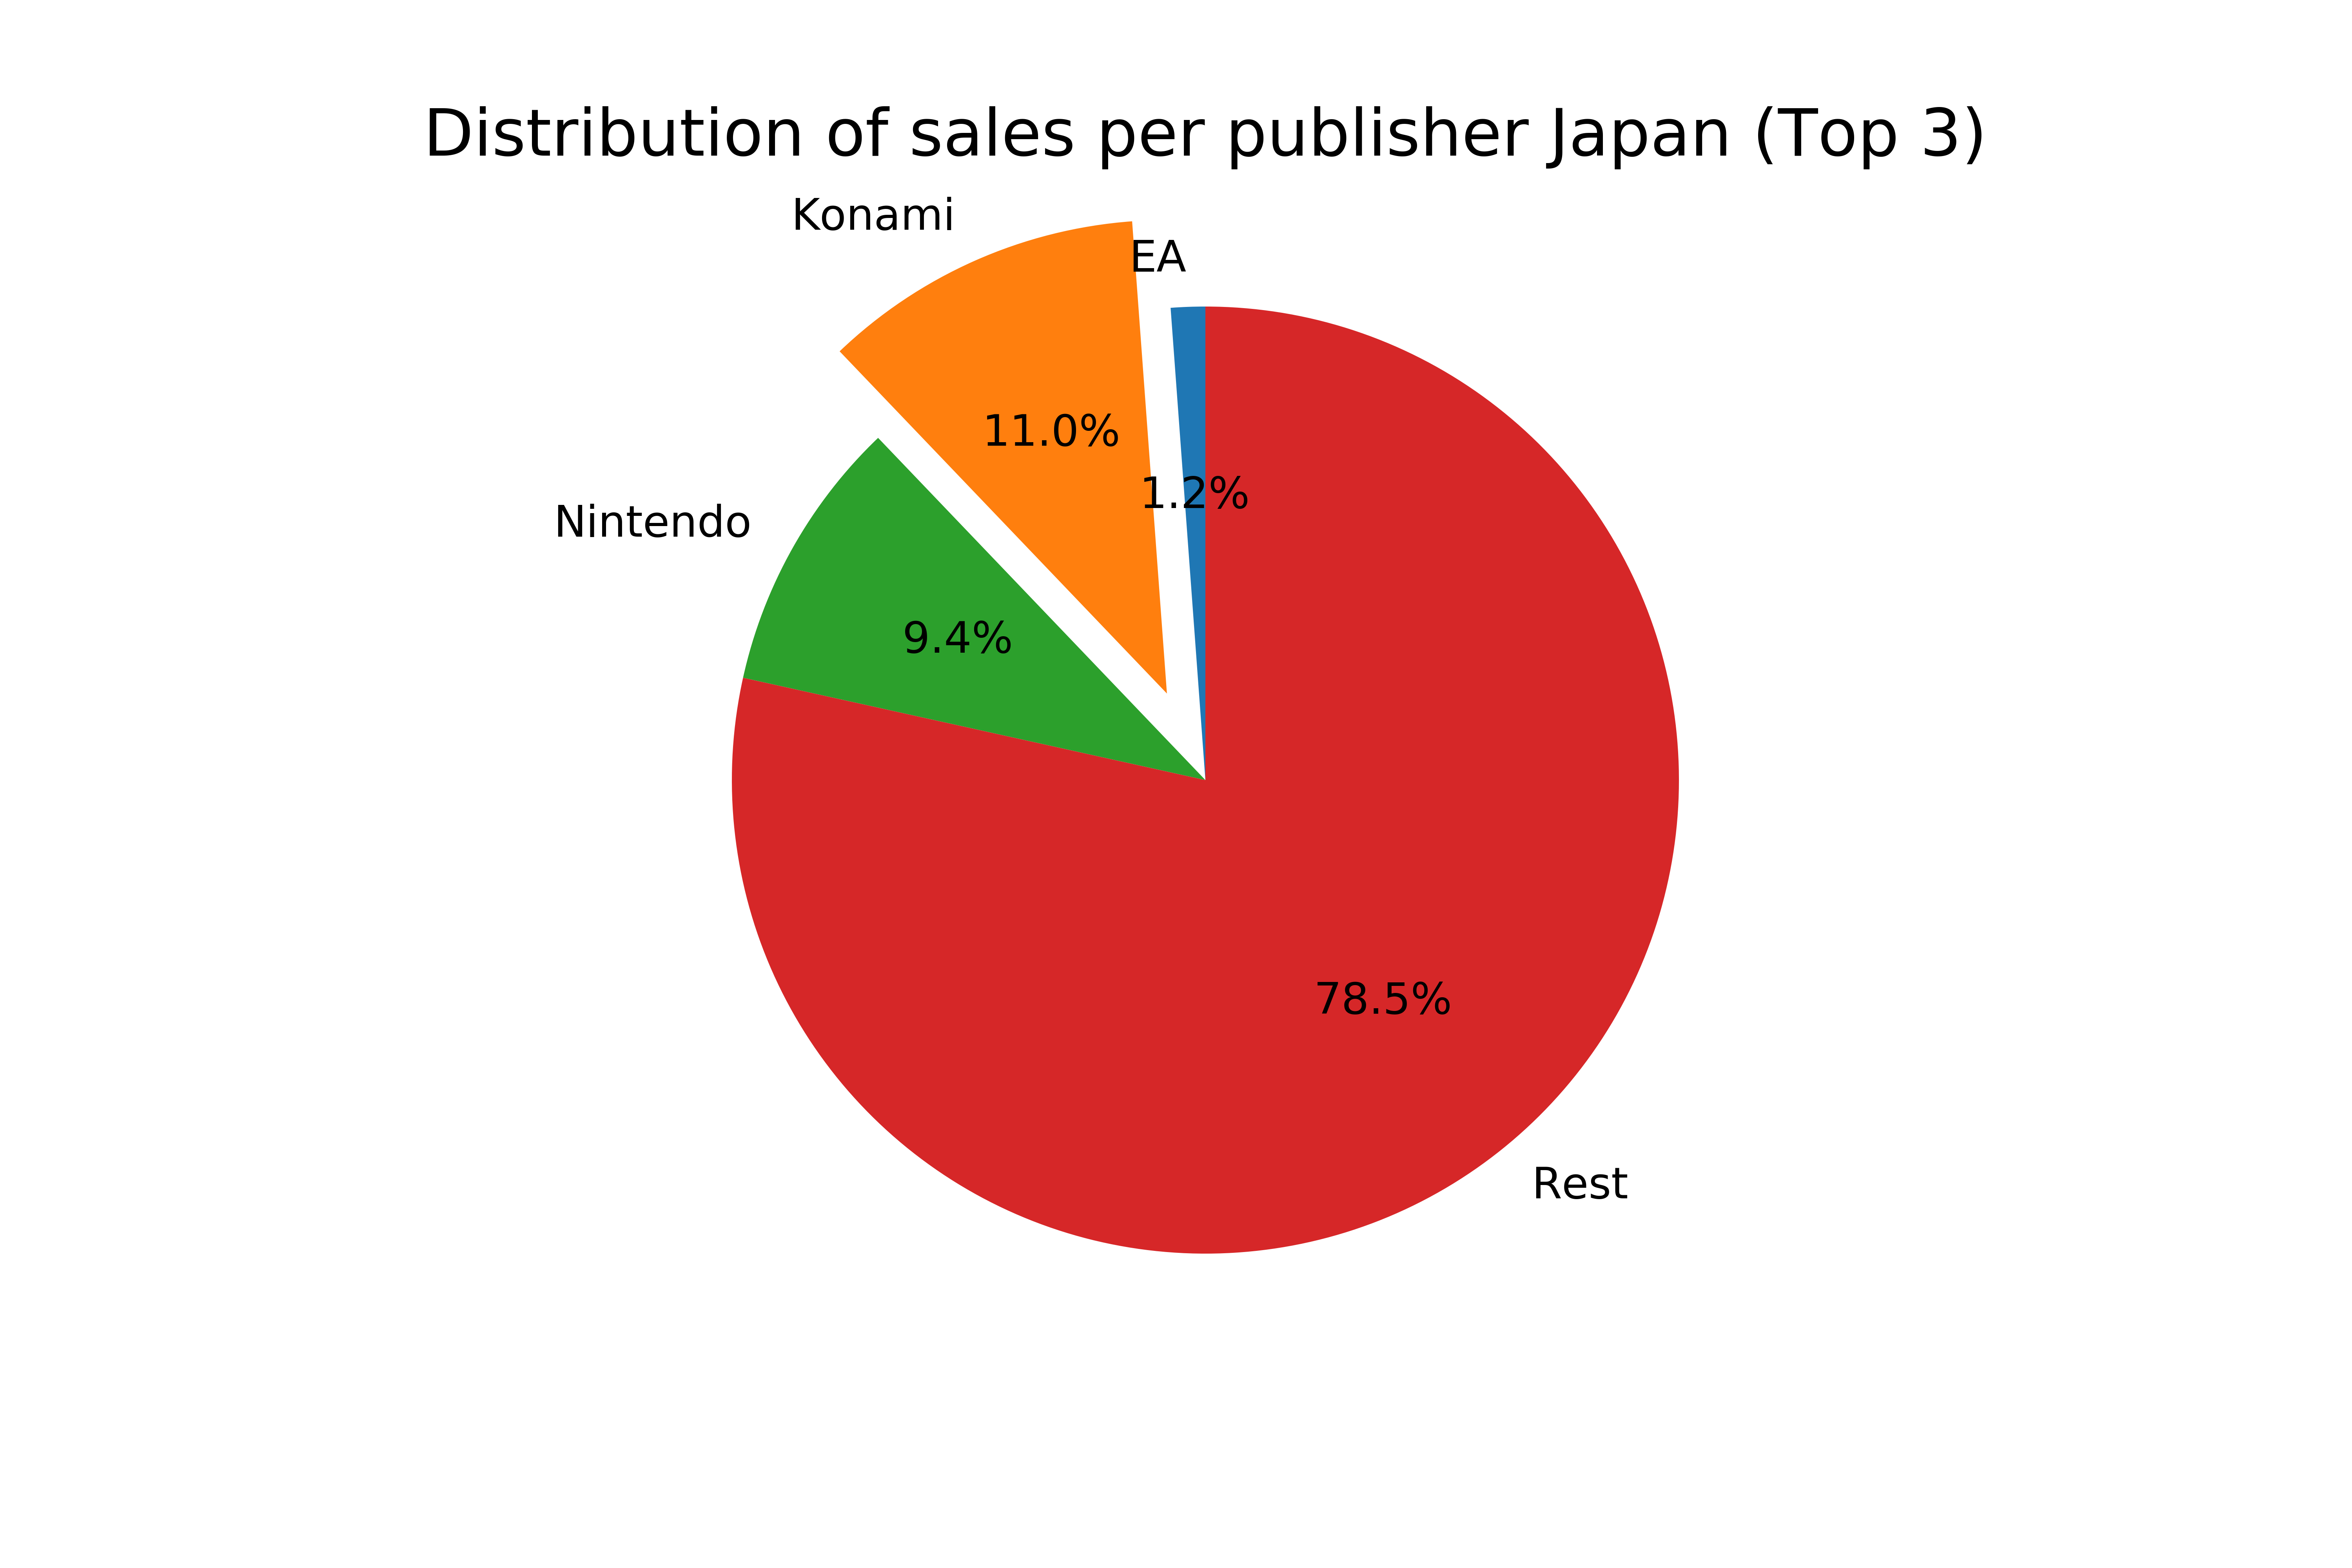 Distribution of sales per publisher Japan (Top 3)
Konami
EA
11.0%
1.2%
Nintendo
9.4%
78.5%
Rest